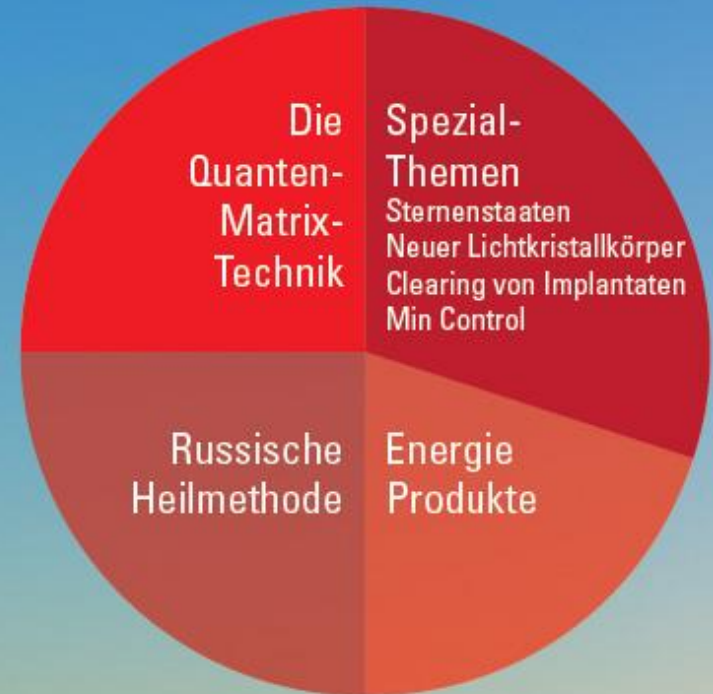 Die
Quanten-
Matrix-
Technik
Spezial-
Themen
Sternenstaaten
Neuer Lichtkristallkörper
Clearing von Implantaten
Min Control
Russische
Heilmethode
Energie
Produkte